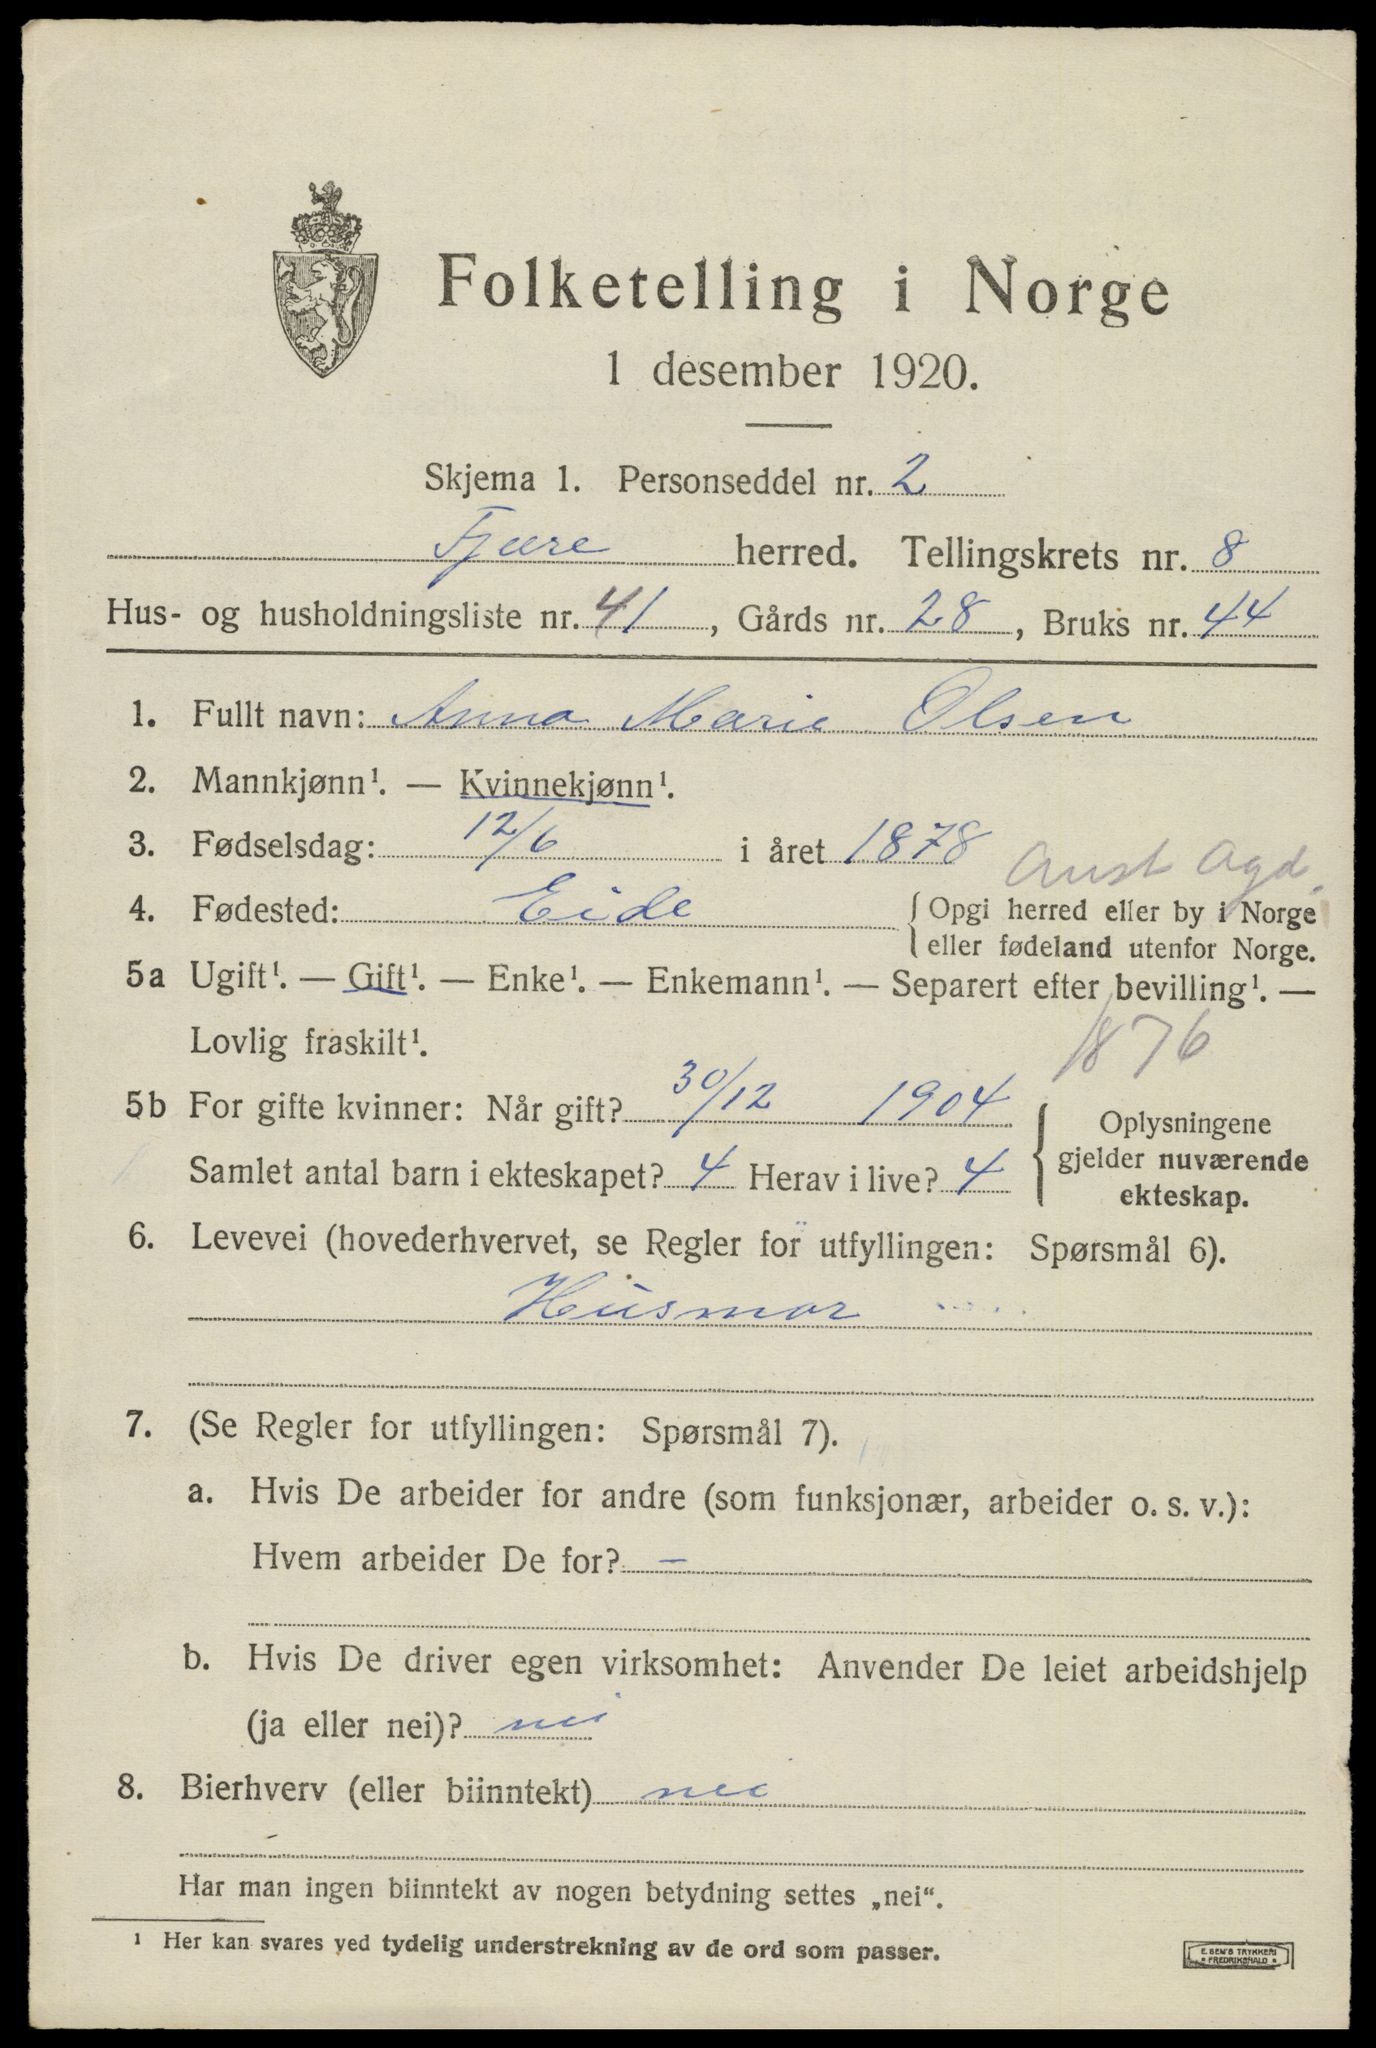 Folketelling i Norge
1 desember 1920.
Skjema 1. Personseddel nr. 2
Fjære herred. Tellingskrets nr. 8
Hus- og husholdningsliste nr. 41, Gårds nr. 28, Bruks nr. 44
1. Fullt navn: Anna Marie Olsen
2. Mannkjønn¹. — Kvinnekjønn¹.
3. Fødselsdag: 12/6 i året 1878
Aust Agd.
4. Fødested: Eide { Opgi herred eller by i Norge
eller fødeland utenfor Norge.
5a Ugift¹. — Gift¹. — Enke¹. — Enkemann¹. — Separert efter bevilling¹. —
Lovlig fraskilt¹.
1876
5b For gifte kvinner: Når gift? 30/12 1904
Samlet antal barn i ekteskapet? 4 Herav i live? 4
{ Oplysningene
gjelder nuværende
ekteskap.
6. Levevei (hovederhvervet, se Regler for utfyllingen: Spørsmål 6).
Husmor
7. (Se Regler for utfyllingen: Spørsmål 7).
a. Hvis De arbeider for andre (som funksjonær, arbeider o. s. v.):
Hvem arbeider De for? —
b. Hvis De driver egen virksomhet: Anvender De leiet arbeidshjelp
(ja eller nei)? nei
8. Bierhverv (eller biinntekt) nei
Har man ingen biinntekt av nogen betydning settes „nei“.
¹ Her kan svares ved tydelig understrekning av de ord som passer.
E. SEM'S TRYKKERI
FREDRIKSHALD